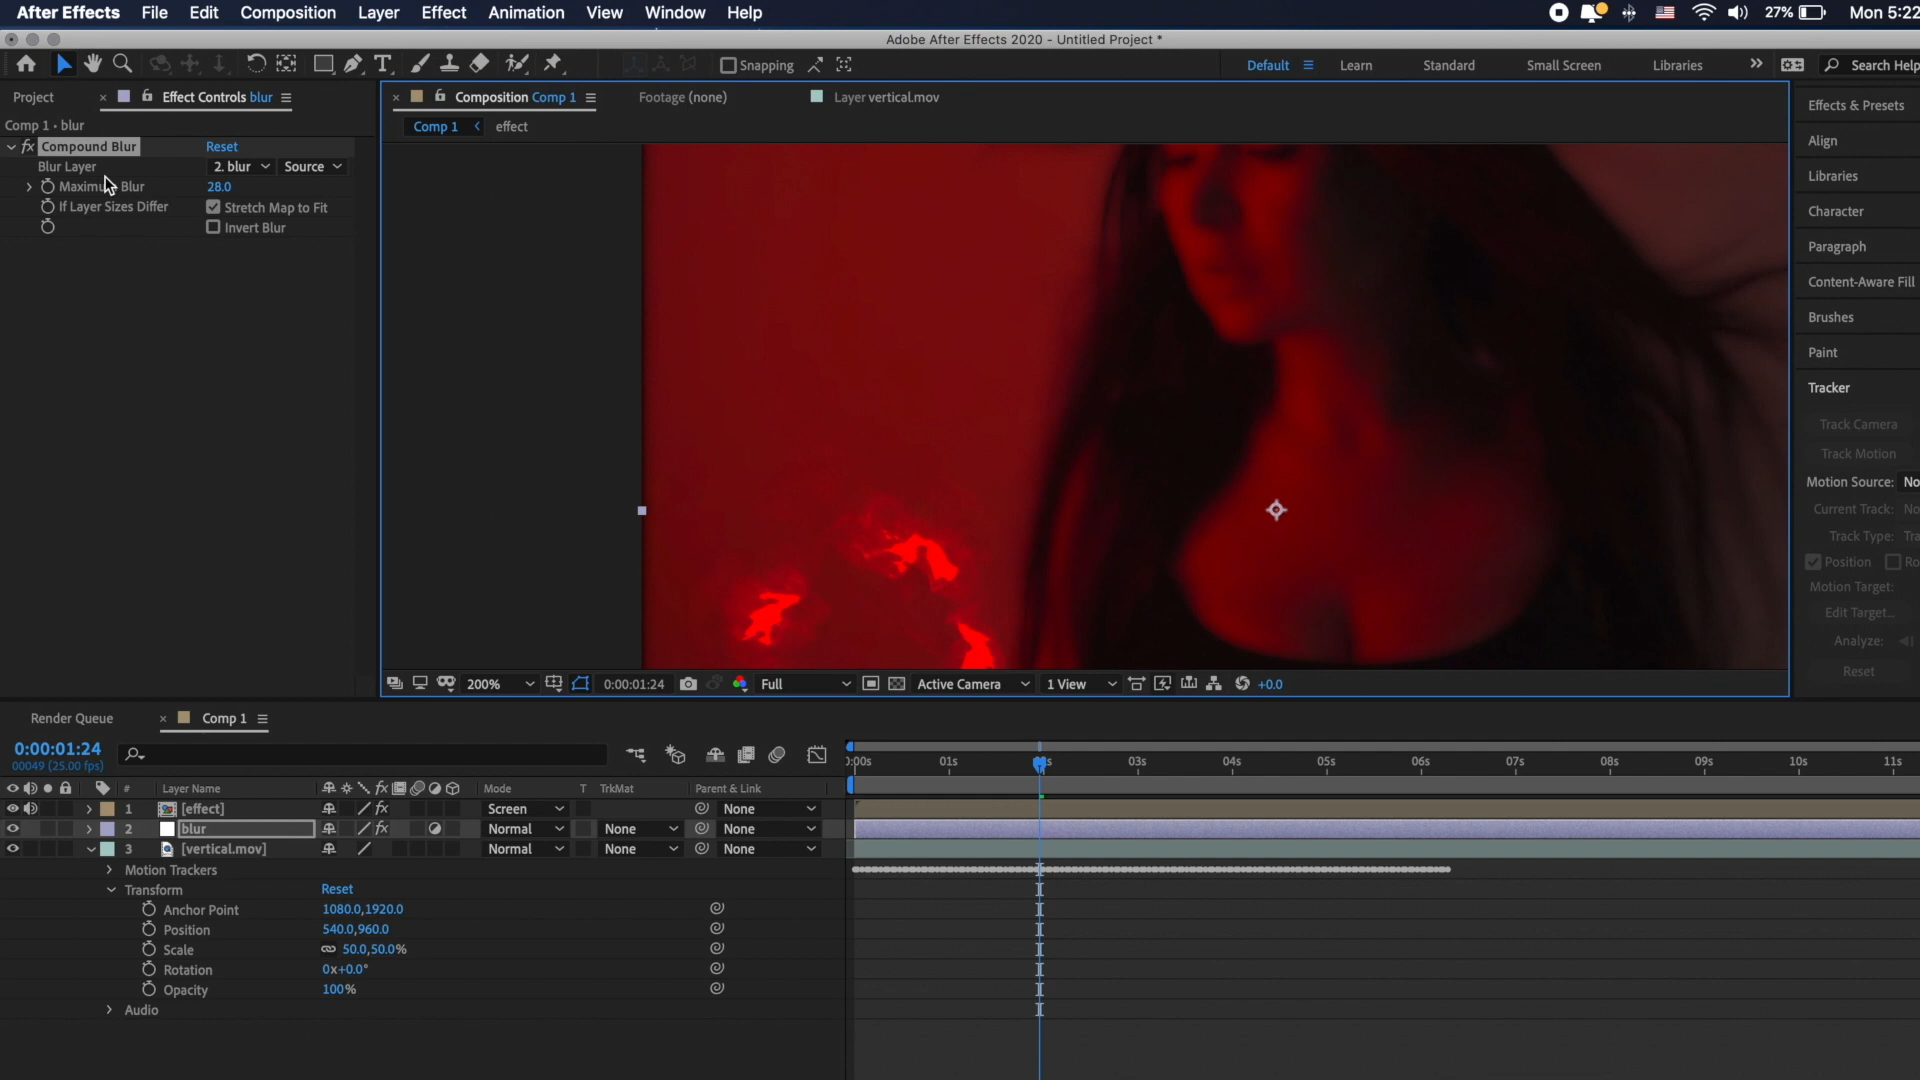 After Effects File Edit Composition Layer Effect Animation View Window Help 27% Mon 5:22
Adobe After Effects 2020 - Untitled Project *
Snapping Default Learn Standard Small Screen Libraries Search Help
Project Effect Controls blur Composition Comp 1 Footage (none) Layer vertical.mov
Comp 1 • blur
Comp 1 effect
fx Compound Blur Reset
Blur Layer 2. blur Source
Blur 28.0
If Layer Sizes Differ Stretch Map to Fit
Invert Blur
Effects & Presets
Align
Libraries
Character
Paragraph
Content-Aware Fill
Brushes
Paint
Tracker
Track Camera
Track Motion
Motion Source:
Current Track:
Track Type:
Position
Motion Target:
Edit Target...
Analyze:
Reset
200% 0:00:01:24 Full Active Camera 1 View +0.0
Render Queue Comp 1
0:00:01:24
00049 (25.00 fps)
01s 03s 04s 05s 06s 07s 08s 09s 10s 11s
# Layer Name Mode T TrkMat Parent & Link
1 [effect] Screen None
2 blur Normal None None
3 [vertical.mov] Normal None None
Motion Trackers
Transform Reset
Anchor Point 1080.0,1920.0
Position 540.0,960.0
Scale 50.0,50.0%
Rotation 0x+0.0°
Opacity 100%
Audio